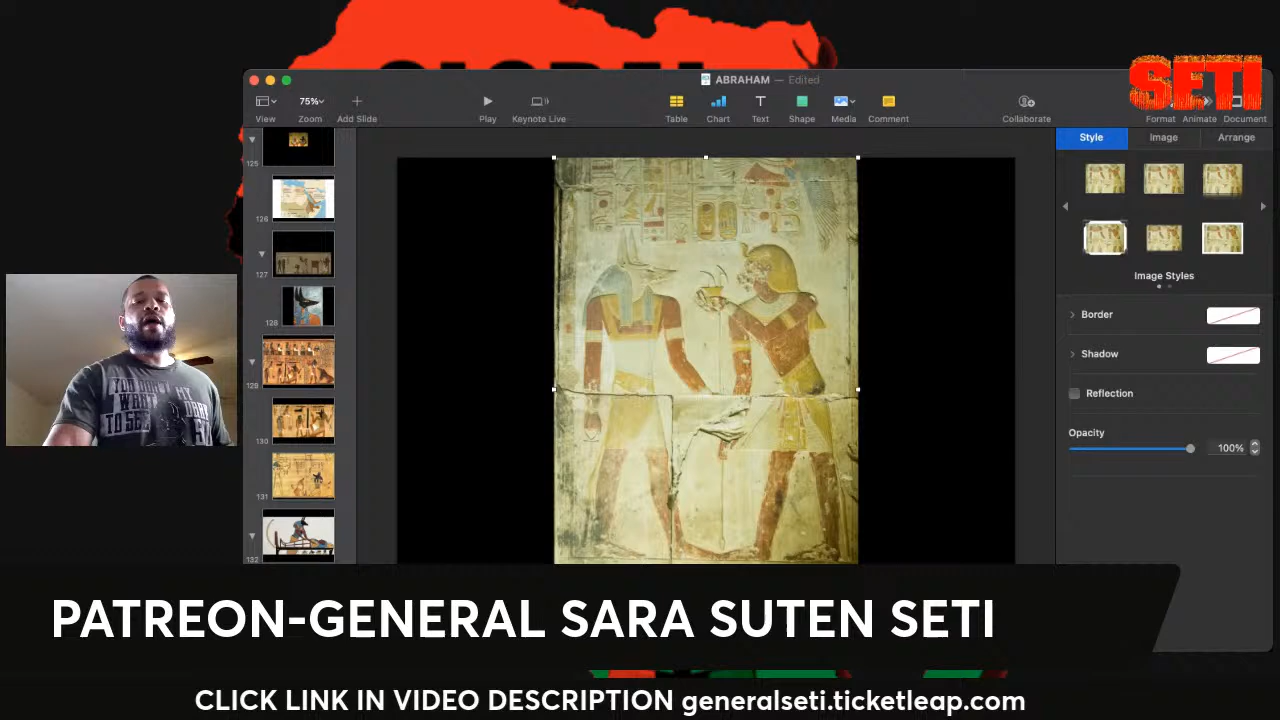 GLOBAL
SETI
ABRAHAM — Edited
75%
View
Zoom
Add Slide
Play
Keynote Live
Table
Chart
Text
Shape
Media
Comment
Collaborate
Format
Animate
Document
Style
Image
Arrange
125
126
127
128
129
130
131
132
Image Styles
Border
Shadow
Reflection
Opacity
100%
PATREON-GENERAL SARA SUTEN SETI
CLICK LINK IN VIDEO DESCRIPTION generalseti.ticketleap.com